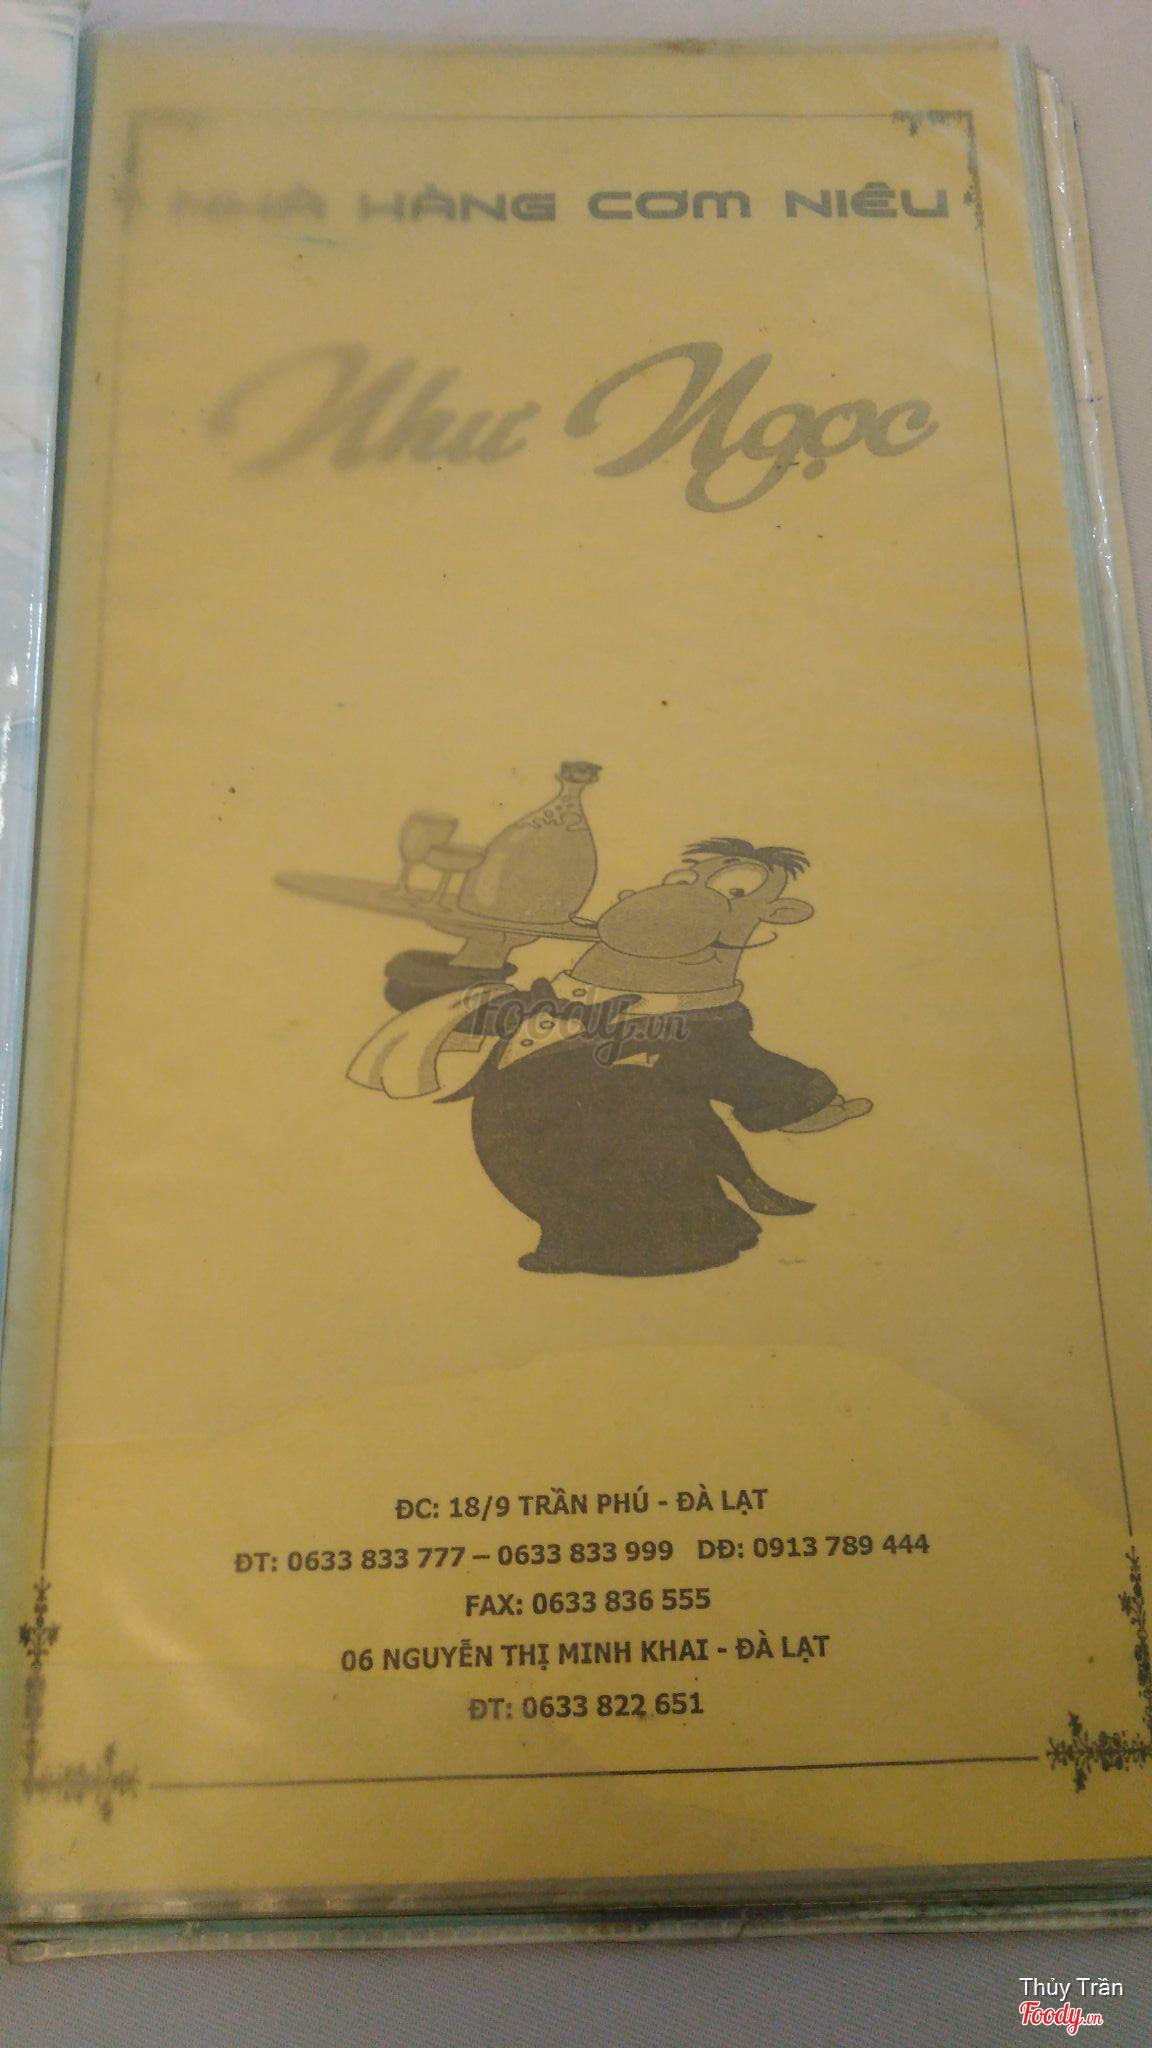 NHÀ HÀNG CƠM NIÊU
Như Ngọc
Foody.vn
ĐC: 18/9 TRẦN PHÚ - ĐÀ LẠT
ĐT: 0633 833 777 – 0633 833 999 DĐ: 0913 789 444
FAX: 0633 836 555
06 NGUYỄN THỊ MINH KHAI - ĐÀ LẠT
ĐT: 0633 822 651
Thủy Trần
Foody.vn